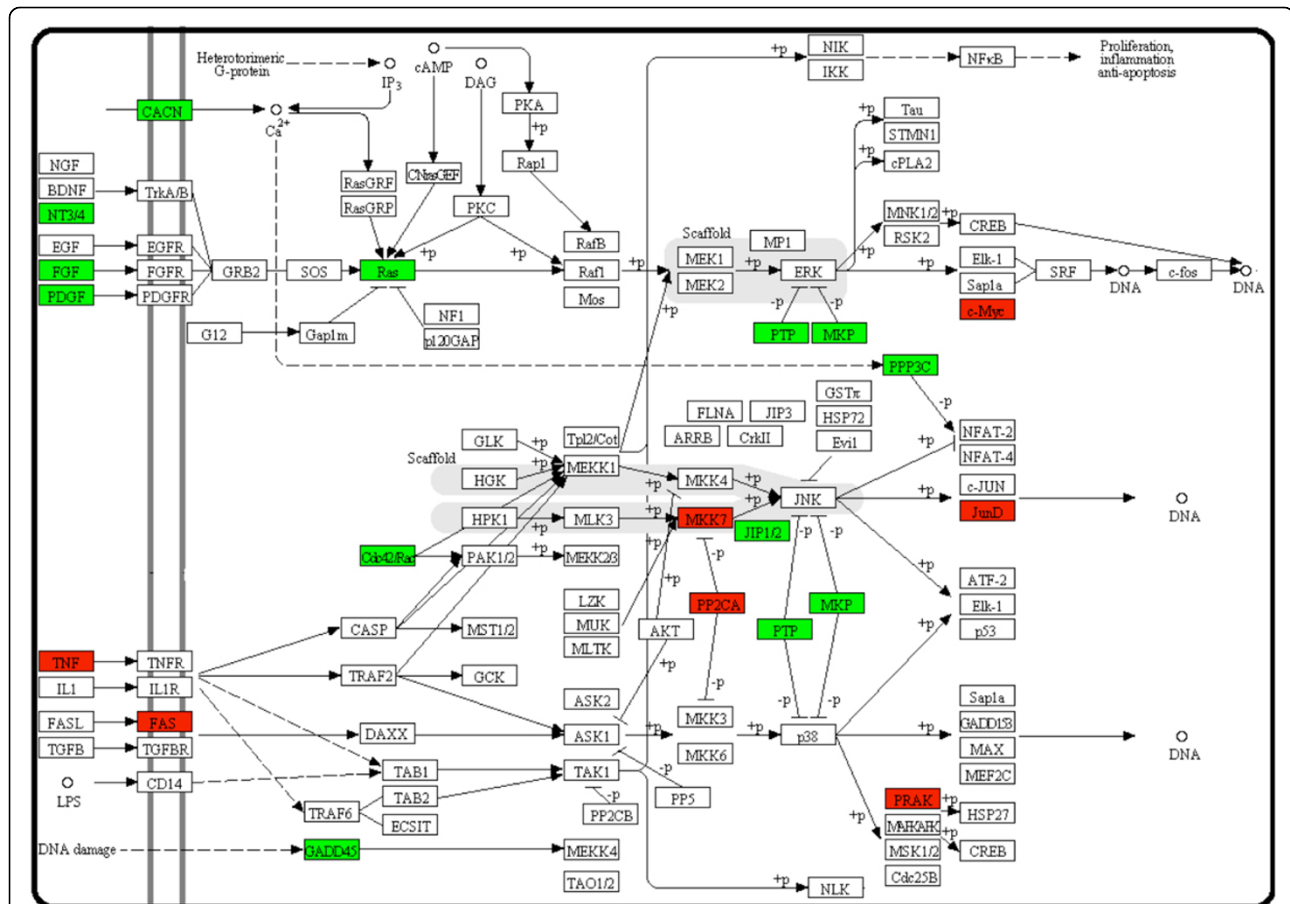 Heterotorimeric
G-protein
IP3
cAMP
DAG
+p
NIK
IKK
NFκB
Proliferation,
inflammation
anti-apoptosis
CACN
Ca2+
PKA
+p
Rap1
Tau
STMN1
+p
cPLA2
+p
NGF
BDNF
NT3/4
TrkA/B
RasGRF
RasGRP
CNrasGEF
PKC
+p
+p
RafB
Raf1
Mos
+p
EGF
EGFR
FGF
FGFR
PDGF
PDGFR
GRB2
SOS
Ras
Scaffold
MEK1
MEK2
+p
MP1
ERK
+p
MNK1/2
RSK2
+p
CREB
+p
Elk-1
Sap1a
c-Myc
SRF
DNA
c-fos
DNA
G12
Gap1m
NF1
p120GAP
+p
-p
-p
PTP
MKP
PPP3C
-p
FLNA
JIP3
ARRB
CrkII
GSTπ
HSP72
Evi1
NFAT-2
NFAT-4
+p
GLK
HGK
HPK1
+p
+p
+p
Tpl2/Cot
MEKK1
Scaffold
MLK3
MKK4
MKK7
+p
+p
+p
+p
JNK
JIP1/2
+p
c-JUN
JunD
DNA
Cdc42/Rac
PAK1/2
+p
MEKK2/3
-p
-p
-p
+p
+p
LZK
MUK
MLTK
AKT
PP2CA
PTP
MKP
ATF-2
Elk-1
p53
CASP
MST1/2
TNF
TNFR
IL1
IL1R
TRAF2
GCK
+p
-p
-p
-p
+p
FASL
FAS
TGFB
TGFBR
DAXX
ASK2
ASK1
+p
MKK3
MKK6
+p
p38
+p
Sap1a
GADD153
MAX
MEF2C
DNA
LPS
CD14
TAB1
TAK1
TAB2
TRAF6
ECSIT
-p
PP2CB
-p
PP5
PRAK
+p
HSP27
MAPKAPK
+p
+p
MSK1/2
CREB
Cdc25B
DNA damage
GADD45
MEKK4
TAO1/2
+p
NLK